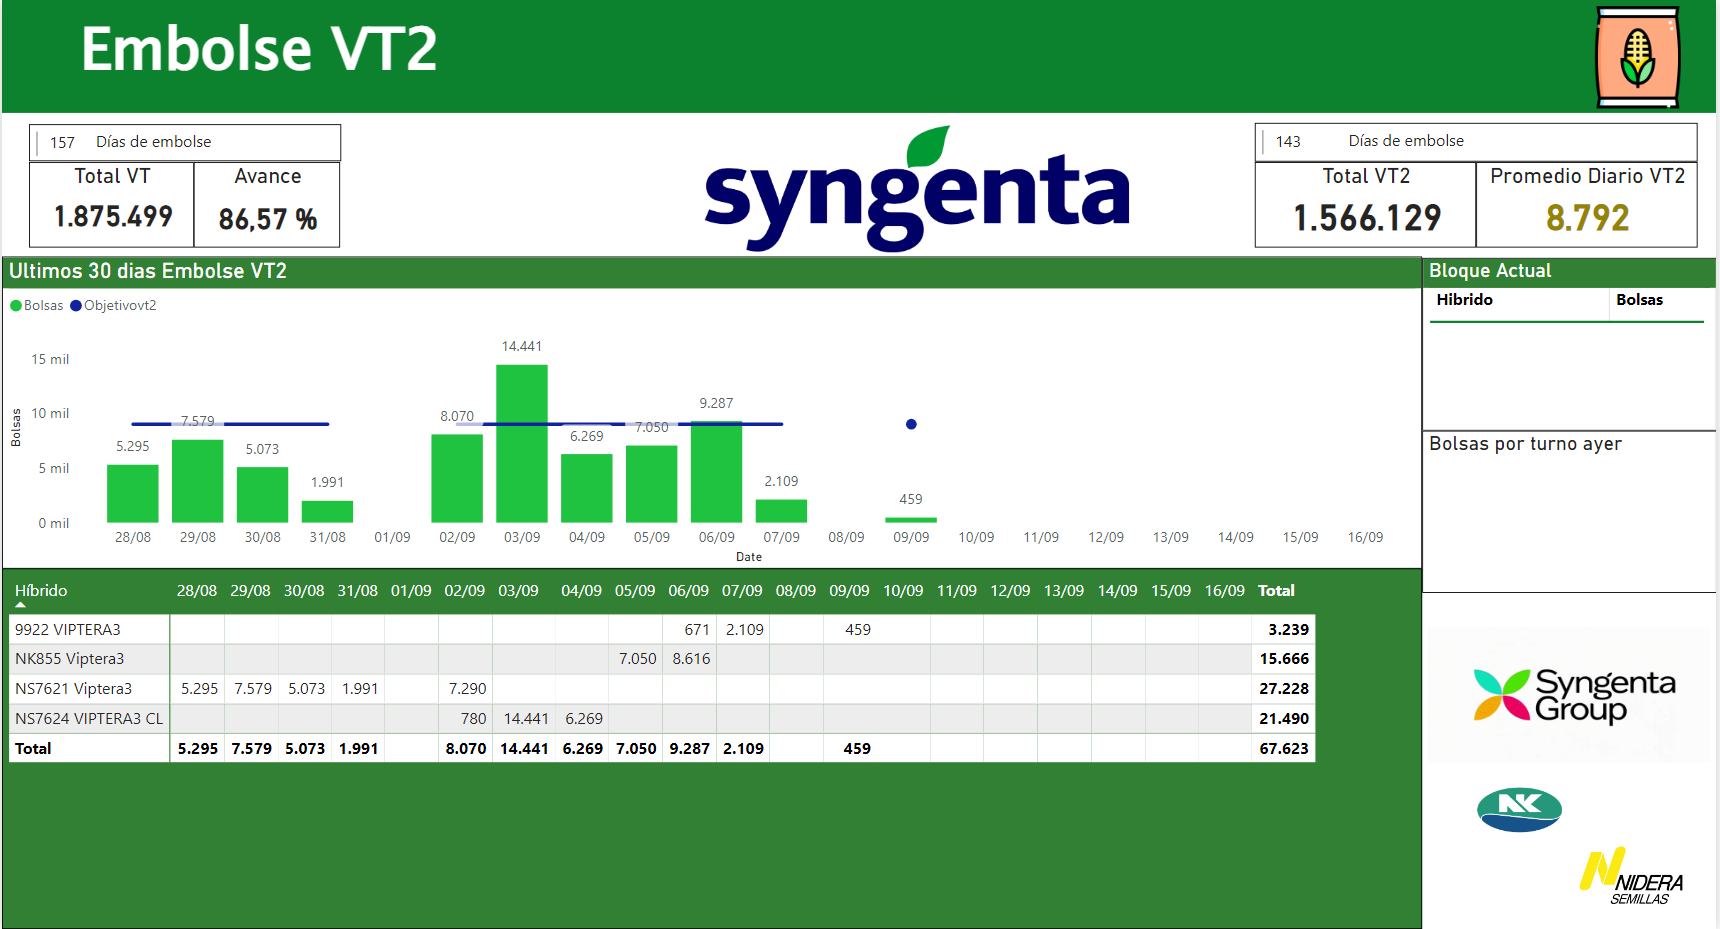 Embolse VT2
157 Días de embolse
Total VT Avance
1.875.499 86,57 %
syngenta
143 Días de embolse
Total VT2 Promedio Diario VT2
1.566.129 8.792
Ultimos 30 dias Embolse VT2
Bolsas Objetivovt2
Bolsas
15 mil
10 mil
5 mil
0 mil
5.295 7.579 5.073 1.991 8.070 14.441 6.269 7.050 9.287 2.109 459
28/08 29/08 30/08 31/08 01/09 02/09 03/09 04/09 05/09 06/09 07/09 08/09 09/09 10/09 11/09 12/09 13/09 14/09 15/09 16/09
Date
Bloque Actual
Hibrido Bolsas
Bolsas por turno ayer
Híbrido 28/08 29/08 30/08 31/08 01/09 02/09 03/09 04/09 05/09 06/09 07/09 08/09 09/09 10/09 11/09 12/09 13/09 14/09 15/09 16/09 Total
9922 VIPTERA3 671 2.109 459 3.239
NK855 Viptera3 7.050 8.616 15.666
NS7621 Viptera3 5.295 7.579 5.073 1.991 7.290 27.228
NS7624 VIPTERA3 CL 780 14.441 6.269 21.490
Total 5.295 7.579 5.073 1.991 8.070 14.441 6.269 7.050 9.287 2.109 459 67.623
Syngenta
Group
NK
NIDERA
SEMILLAS